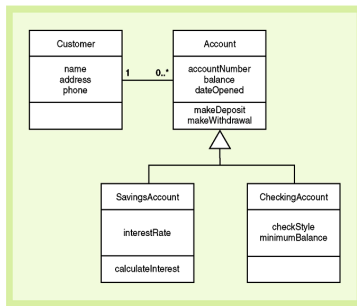 Customer
name
address
phone
1
0..*
Account
accountNumber
balance
dateOpened
makeDeposit
makeWithdrawal
SavingsAccount
interestRate
calculateInterest
CheckingAccount
checkStyle
minimumBalance